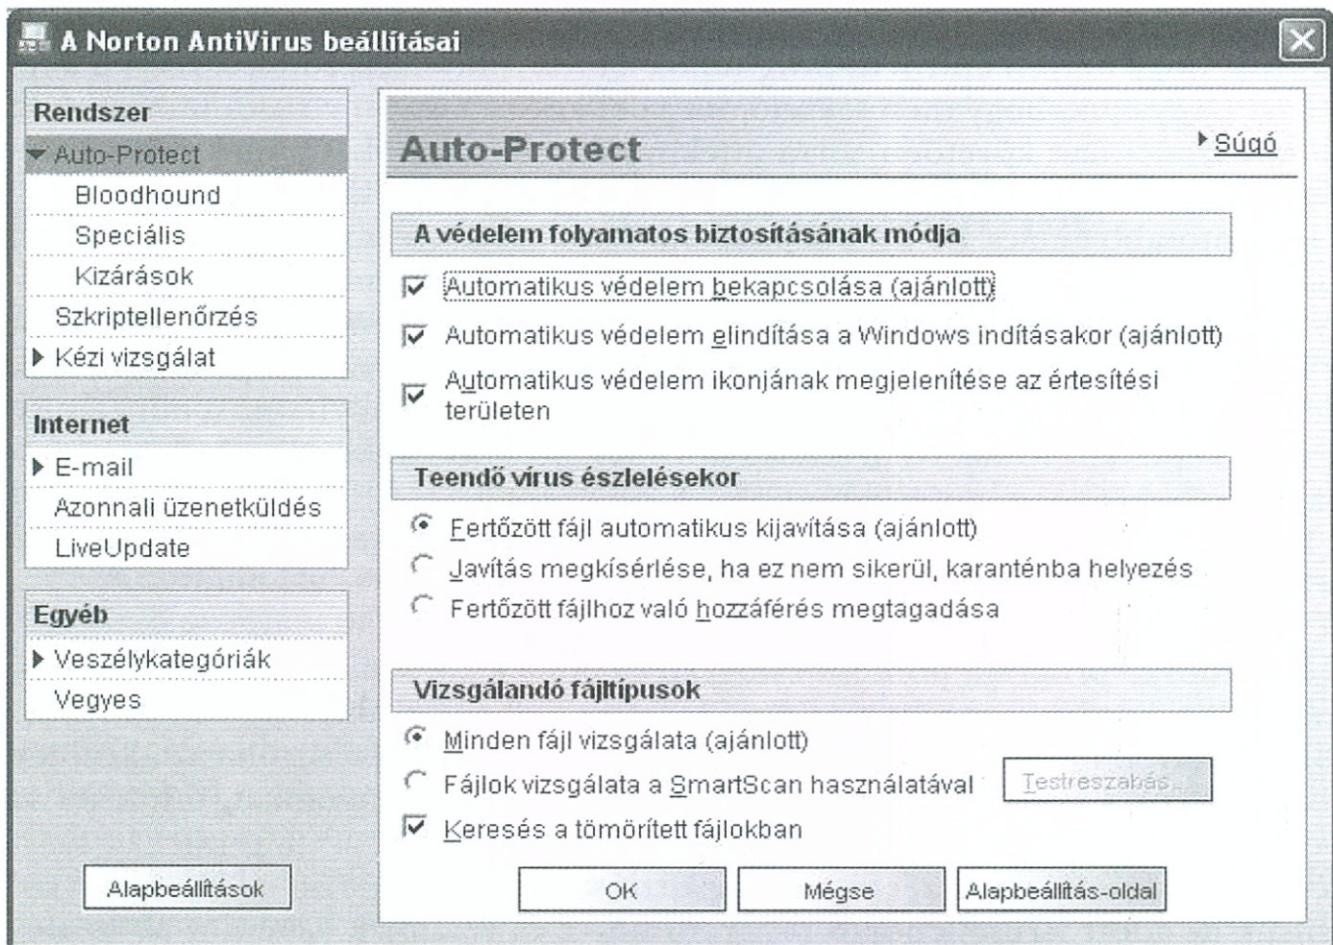 A Norton AntiVirus beállításai
Rendszer
Auto-Protect
Bloodhound
Speciális
Kizárások
Szkriptellenőrzés
Kézi vizsgálat
Internet
E-mail
Azonnali üzenetküldés
LiveUpdate
Egyéb
Veszélykategóriák
Vegyes
Alapbeállítások
Auto-Protect
Súgó
A védelem folyamatos biztosításának módja
Automatikus védelem bekapcsolása (ajánlott)
Automatikus védelem elindítása a Windows indításakor (ajánlott)
Automatikus védelem ikonjának megjelenítése az értesítési
területen
Teendő vírus észlelésekor
Fertőzött fájl automatikus kijavítása (ajánlott)
Javítás megkísérlése, ha ez nem sikerül, karanténba helyezés
Fertőzött fájlhoz való hozzáférés megtagadása
Vizsgálandó fájltípusok
Minden fájl vizsgálata (ajánlott)
Fájlok vizsgálata a SmartScan használatával
Testreszabás...
Keresés a tömörített fájlokban
OK
Mégse
Alapbeállítás-oldal